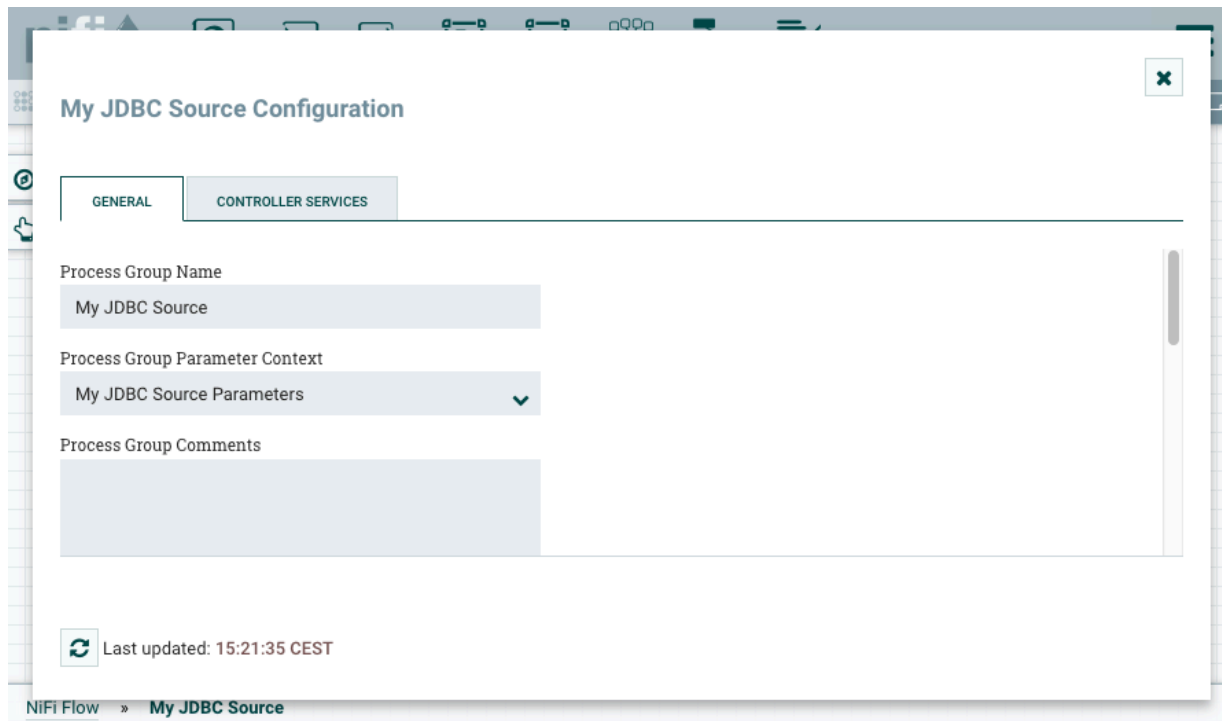 nifi
My JDBC Source Configuration
GENERAL
CONTROLLER SERVICES
Process Group Name
My JDBC Source
Process Group Parameter Context
My JDBC Source Parameters
Process Group Comments
Last updated: 15:21:35 CEST
NiFi Flow » My JDBC Source